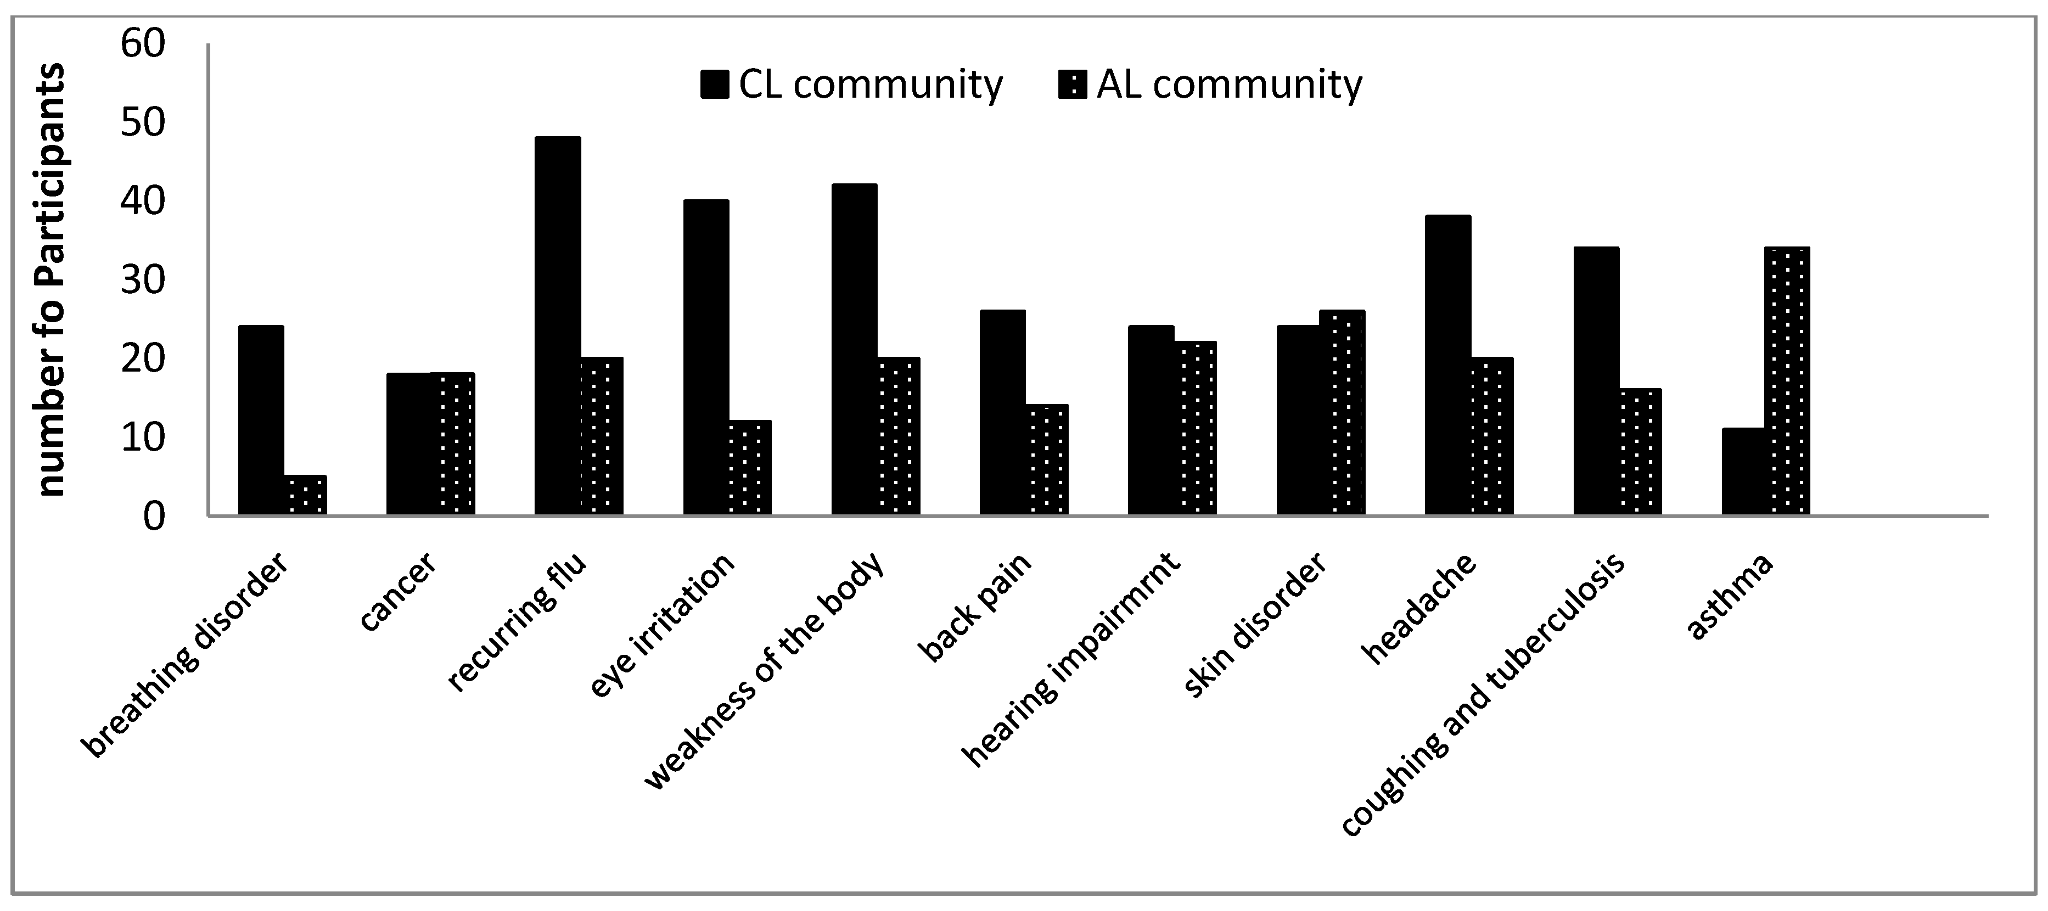 number fo Participants
60
50
40
30
20
10
0
CL community
AL community
breathing disorder
cancer
recurring flu
eye irritation
weakness of the body
back pain
hearing impairmrnt
skin disorder
headache
coughing and tuberculosis
asthma